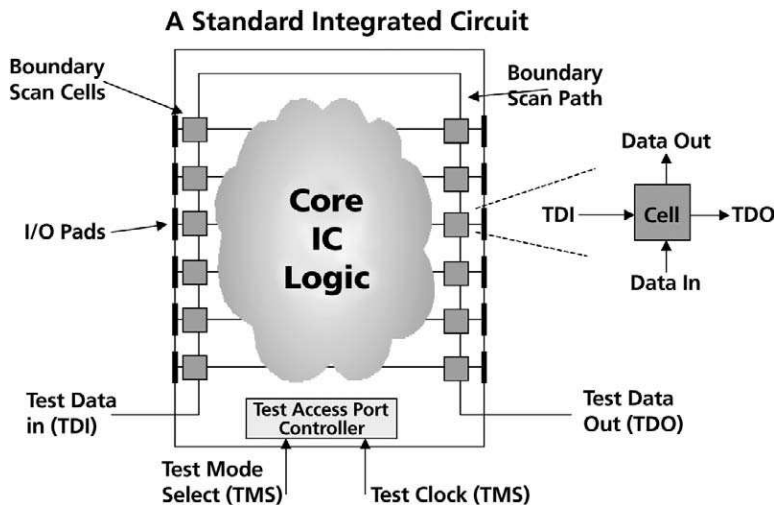 A Standard Integrated Circuit
Boundary
Scan Cells
Boundary
Scan Path
Data Out
TDI
Cell
TDO
Data In
I/O Pads
Core
IC
Logic
Test Data
in (TDI)
Test Access Port
Controller
Test Data
Out (TDO)
Test Mode
Select (TMS)
Test Clock (TMS)